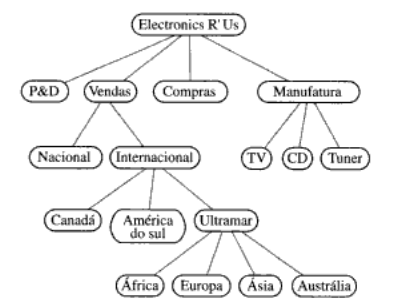 Electronics R' Us
P&D
Vendas
Compras
Manufatura
Nacional
Internacional
TV
CD
Tuner
Canadá
América
do sul
Ultramar
África
Europa
Ásia
Austrália